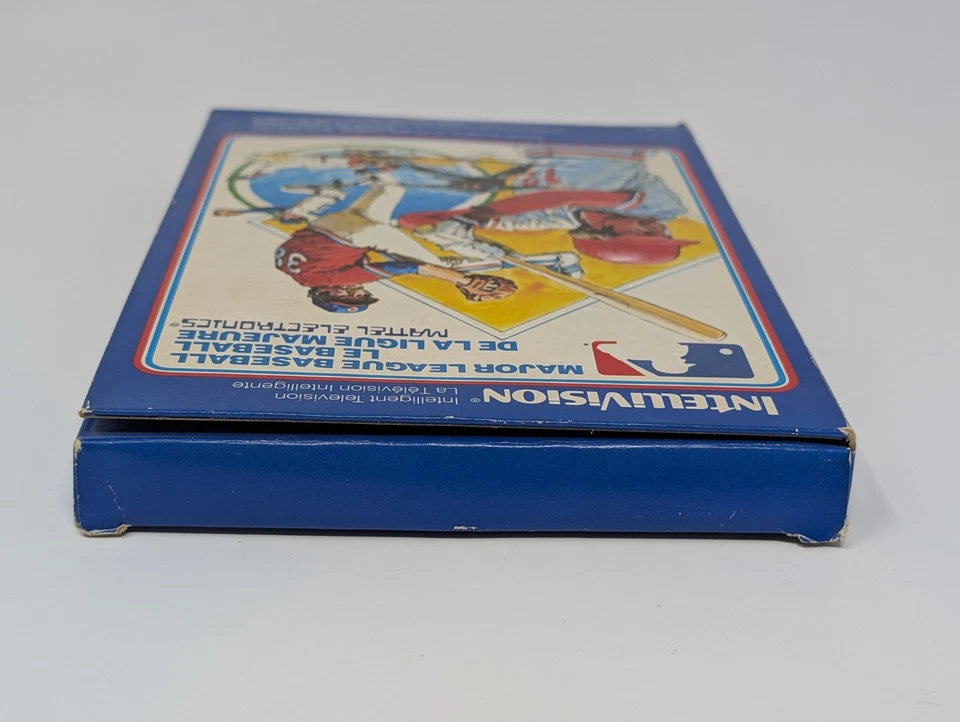 INTELLIVISION®
Intelligent Television
La Télévision Intelligente
MAJOR LEAGUE BASEBALL
LE BASEBALL
DE LA LIGUE MAJEURE
MATTEL ELECTRONICS®